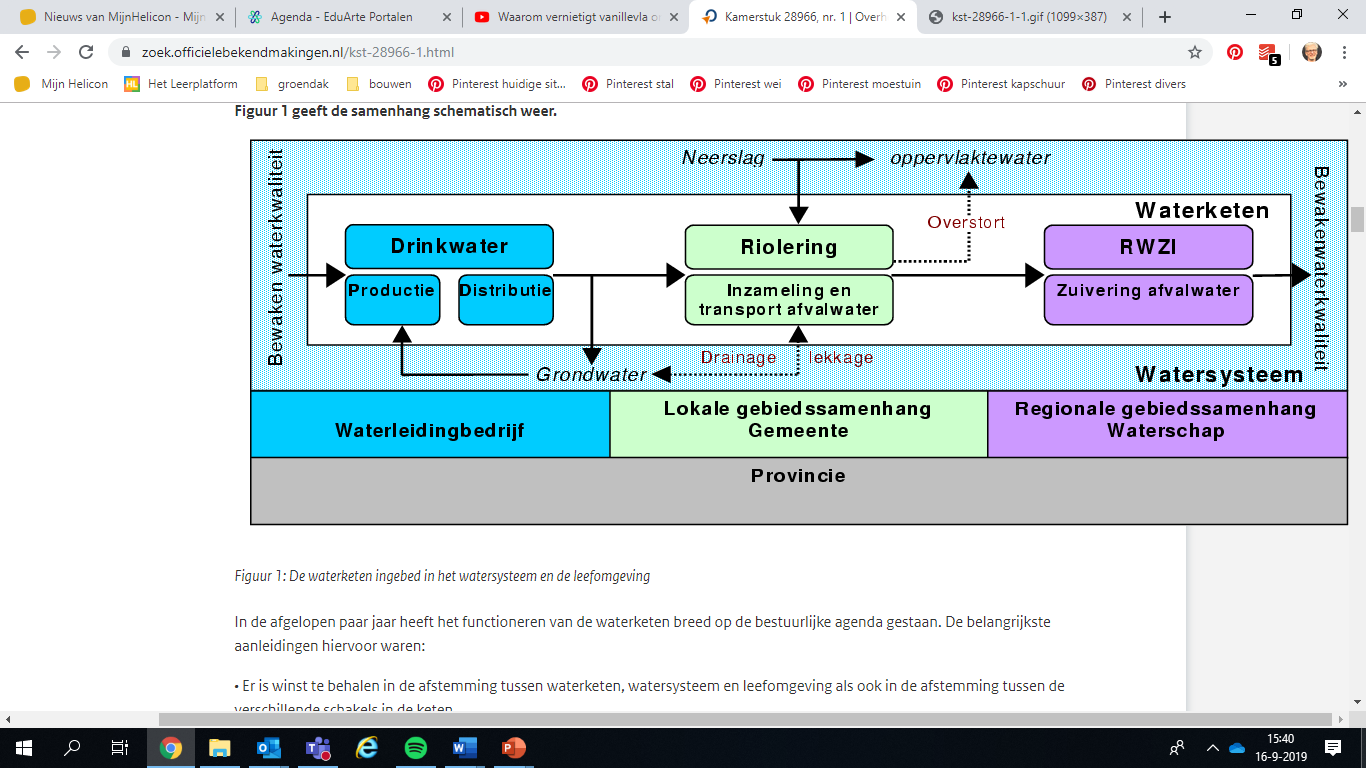 Nieuws van MijnHelicon - Mijn
Agenda - EduArte Portalen
Waarom vernietigt vanillevla on
Kamerstuk 28966, nr. 1 | Overh
kst-28966-1-1.gif (1099×387)
zoek.officielebekendmakingen.nl/kst-28966-1.html
5
Mijn Helicon
Het Leerplatform
groendak
bouwen
Pinterest huidige sit...
Pinterest stal
Pinterest wei
Pinterest moestuin
Pinterest kapschuur
Pinterest divers
»
Figuur 1 geeft de samenhang schematisch weer.
Bewaken waterkwaliteit
Neerslag
oppervlaktewater
Bewakenwaterkwaliteit
Waterketen
Overstort
Drinkwater
Riolering
RWZI
Productie
Distributie
Inzameling en
transport afvalwater
Zuivering afvalwater
Drainage
lekkage
Grondwater
Watersysteem
Waterleidingbedrijf
Lokale gebiedssamenhang
Gemeente
Regionale gebiedssamenhang
Waterschap
Provincie
Figuur 1: De waterketen ingebed in het watersysteem en de leefomgeving
In de afgelopen paar jaar heeft het functioneren van de waterketen breed op de bestuurlijke agenda gestaan. De belangrijkste
aanleidingen hiervoor waren:
• Er is winst te behalen in de afstemming tussen waterketen, watersysteem en leefomgeving als ook in de afstemming tussen de
verschillende schakels in de keten
15:40
16-9-2019